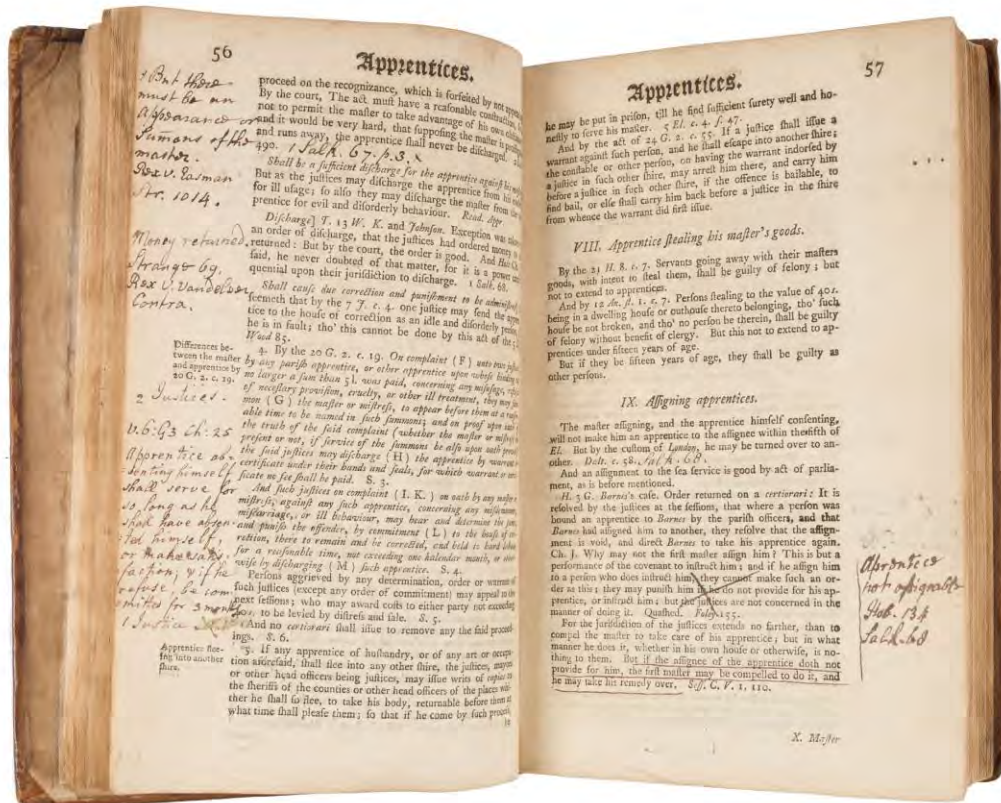 56
Apprentices.
proceed on the recognizance, which is forfeited by not
By the court, The act must have a reasonable
not to permit the master to take advantage of his own
and it would be very hard, that supposing the master is
and runs away, the apprentice shall never be discharged.
490. 1 Salk. 67. p. 3. x
Shall be a sufficient discharge for the apprentice against his
But as the justices may discharge the apprentice from his
for ill usage; so also they may discharge the master from the
prentice for evil and disorderly behaviour. Read. Appr
Discharge] T. 13 W. K. and Johnson. Exception was
an order of discharge, that the justices had ordered money to
returned: But by the court, the order is good. And Holt Ch.
said, he never doubted of that matter, for it is a power
quential upon their jurisdiction to discharge. 1 Salk. 68.
Shall cause due correction and punishment to be
seemeth that by the 7 J. c. 4. one justice may send the
tice to the house of correction as an idle and disorderly
he is in fault; tho' this cannot be done by this act of the 5
Wood 85.
4. By the 20 G. 2. c. 19. On complaint (F) unto
by any parish apprentice, or other apprentice upon whose binding
no larger a sum than 5l. was paid, concerning any misusage,
of necessary provision, cruelty, or other ill treatment, they may
mon (G) the master or mistress, to appear before them at a
able time to be named in such summons; and on proof upon
the truth of the said complaint (whether the master or mistress
present or not, if service of the summons be also upon oath
the said justices may discharge (H) the apprentice by warrant
certificate under their hands and seals, for which warrant or
ficate no fee shall be paid. S. 3.
And such justices on complaint (I. K.) on oath by any
mistress, against any such apprentice, concerning any misdemeanor,
miscarriage, or ill behaviour, may hear and determine the
and punish the offender, by commitment (L) to the house of
rection, there to remain and be corrected, and held to hard
for a reasonable time, not exceeding one kalendar month, or
wise by discharging (M) such apprentice. S. 4.
Persons aggrieved by any determination, order or warrant
such justices (except any order of commitment) may appeal to the
next sessions; who may award costs to either party not exceeding
to be levied by distress and sale. S. 5.
And no certiorari shall issue to remove any the said
ings. S. 6.
5. If any apprentice of husbandry, or of any art or
tion aforesaid, shall flee into any other shire, the justices,
or other head officers being justices, may issue writs of
the sheriffs of the counties or other head officers of the places
ther he shall so flee, to take his body, returnable before them at
what time shall please them; so that if he come by such
he
But there
must be an
Appearance or
Sumons of the
master.
Rex v. Easman
Str. 1014.
Money returned.
Strange 69.
Rex v. Vandeleer
Contra.
Differences be-
tween the master
and apprentice by
20 G. 2. c. 19.
2 Justices.
v. 6. G3 Ch: 25
Apprentice ab-
senting himself
shall serve for
so long as he
shod have absen-
ted himself,
or make satis-
faction; & if he
refuse, be com-
mitted for 3 months
1 Justice
Apprentice flee-
ing into another
shire.
57
Apprentices.
he may be put in prison, till he find sufficient surety well and ho-
nestly to serve his master. 5 El. c. 4. s. 47.
And by the act of 24 G. 2. c. 55. If a justice shall issue a
warrant against such person, and he shall escape into another shire;
the constable or other person, on having the warrant indorsed by
a justice in such other shire, may arrest him there, and carry him
before a justice in such other shire, if the offence is bailable, to
find bail, or else shall carry him back before a justice in the shire
from whence the warrant did first issue.
VIII. Apprentice stealing his master's goods.
By the 21 H. 8. c. 7. Servants going away with their masters
goods, with intent to steal them, shall be guilty of felony; but
not to extend to apprentices.
And by 12 An. st. 1. c. 7. Persons stealing to the value of 40s.
being in a dwelling house or outhouse thereto belonging, tho' such
house be not broken, and tho' no person be therein, shall be guilty
of felony without benefit of clergy. But this not to extend to ap-
prentices under fifteen years of age.
But if they be fifteen years of age, they shall be guilty as
other persons.
IX. Assigning apprentices.
The master assigning, and the apprentice himself consenting,
will not make him an apprentice to the assignee within the fifth of
El. But by the custom of London, he may be turned over to an-
other. Dalt. c. 58. Salk. 68.
And an assignment to the sea service is good by act of parlia-
ment, as is before mentioned.
H. 3 G. Barnes's case. Order returned on a certiorari: It is
resolved by the justices at the sessions, that where a person was
bound an apprentice to Barnes by the parish officers, and that
Barnes had assigned him to another, they resolve that the assign-
ment is void, and direct Barnes to take his apprentice again.
Ch. J. Why may not the first master assign him? This is but a
performance of the covenant to instruct him; and if he assign him
to a person who does instruct him, they cannot make such an or-
der as this; they may punish him if he do not provide for his ap-
prentice, or instruct him; but the justices are not concerned in the
manner of doing it. Quashed. Foley 155.
For the jurisdiction of the justices extends no farther, than to
compel the master to take care of his apprentice; but in what
manner he does it, whether in his own house or otherwise, is no-
thing to them. But if the assignee of the apprentice doth not
provide for him, the first master may be compelled to do it, and
he may take his remedy over. Sess. C. V. 1, 110.
Aprentice
not assignable
Hob. 134
Salk. 68
X. Master